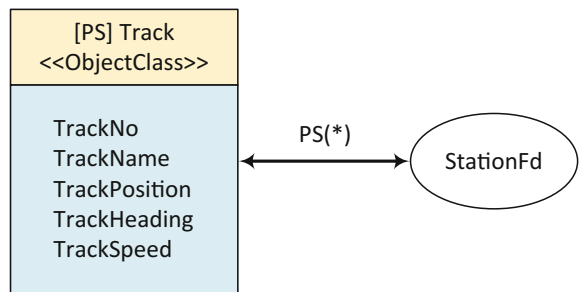 [PS] Track
<<ObjectClass>>
TrackNo
TrackName
TrackPosition
TrackHeading
TrackSpeed
PS(*)
StationFd